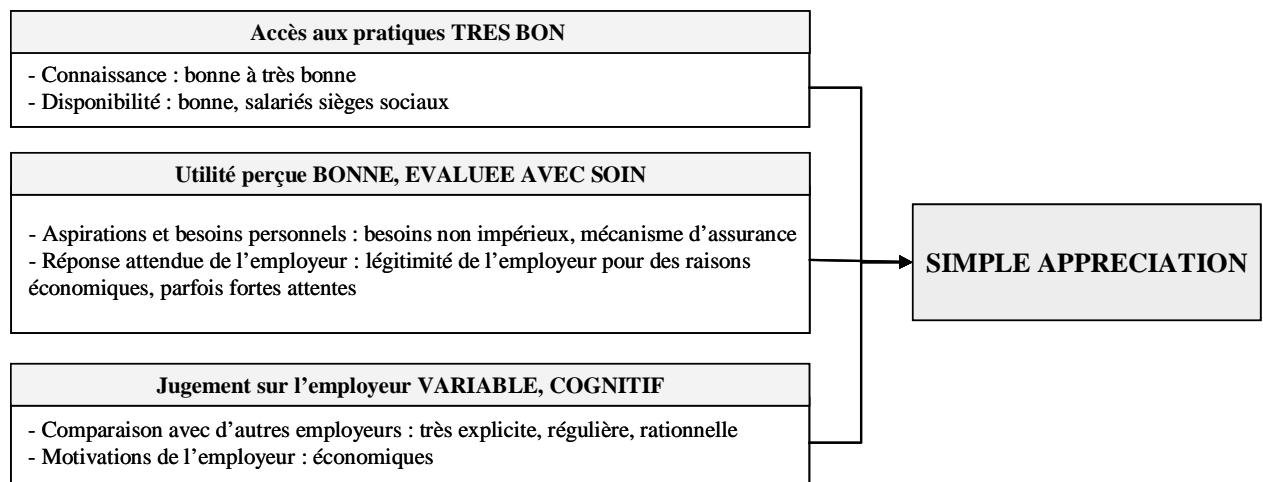 Accès aux pratiques TRES BON
- Connaissance : bonne à très bonne
- Disponibilité : bonne, salariés sièges sociaux
Utilité perçue BONNE, EVALUEE AVEC SOIN
- Aspirations et besoins personnels : besoins non impérieux, mécanisme d’assurance
- Réponse attendue de l’employeur : légitimité de l’employeur pour des raisons
économiques, parfois fortes attentes
SIMPLE APPRECIATION
Jugement sur l’employeur VARIABLE, COGNITIF
- Comparaison avec d’autres employeurs : très explicite, régulière, rationnelle
- Motivations de l’employeur : économiques